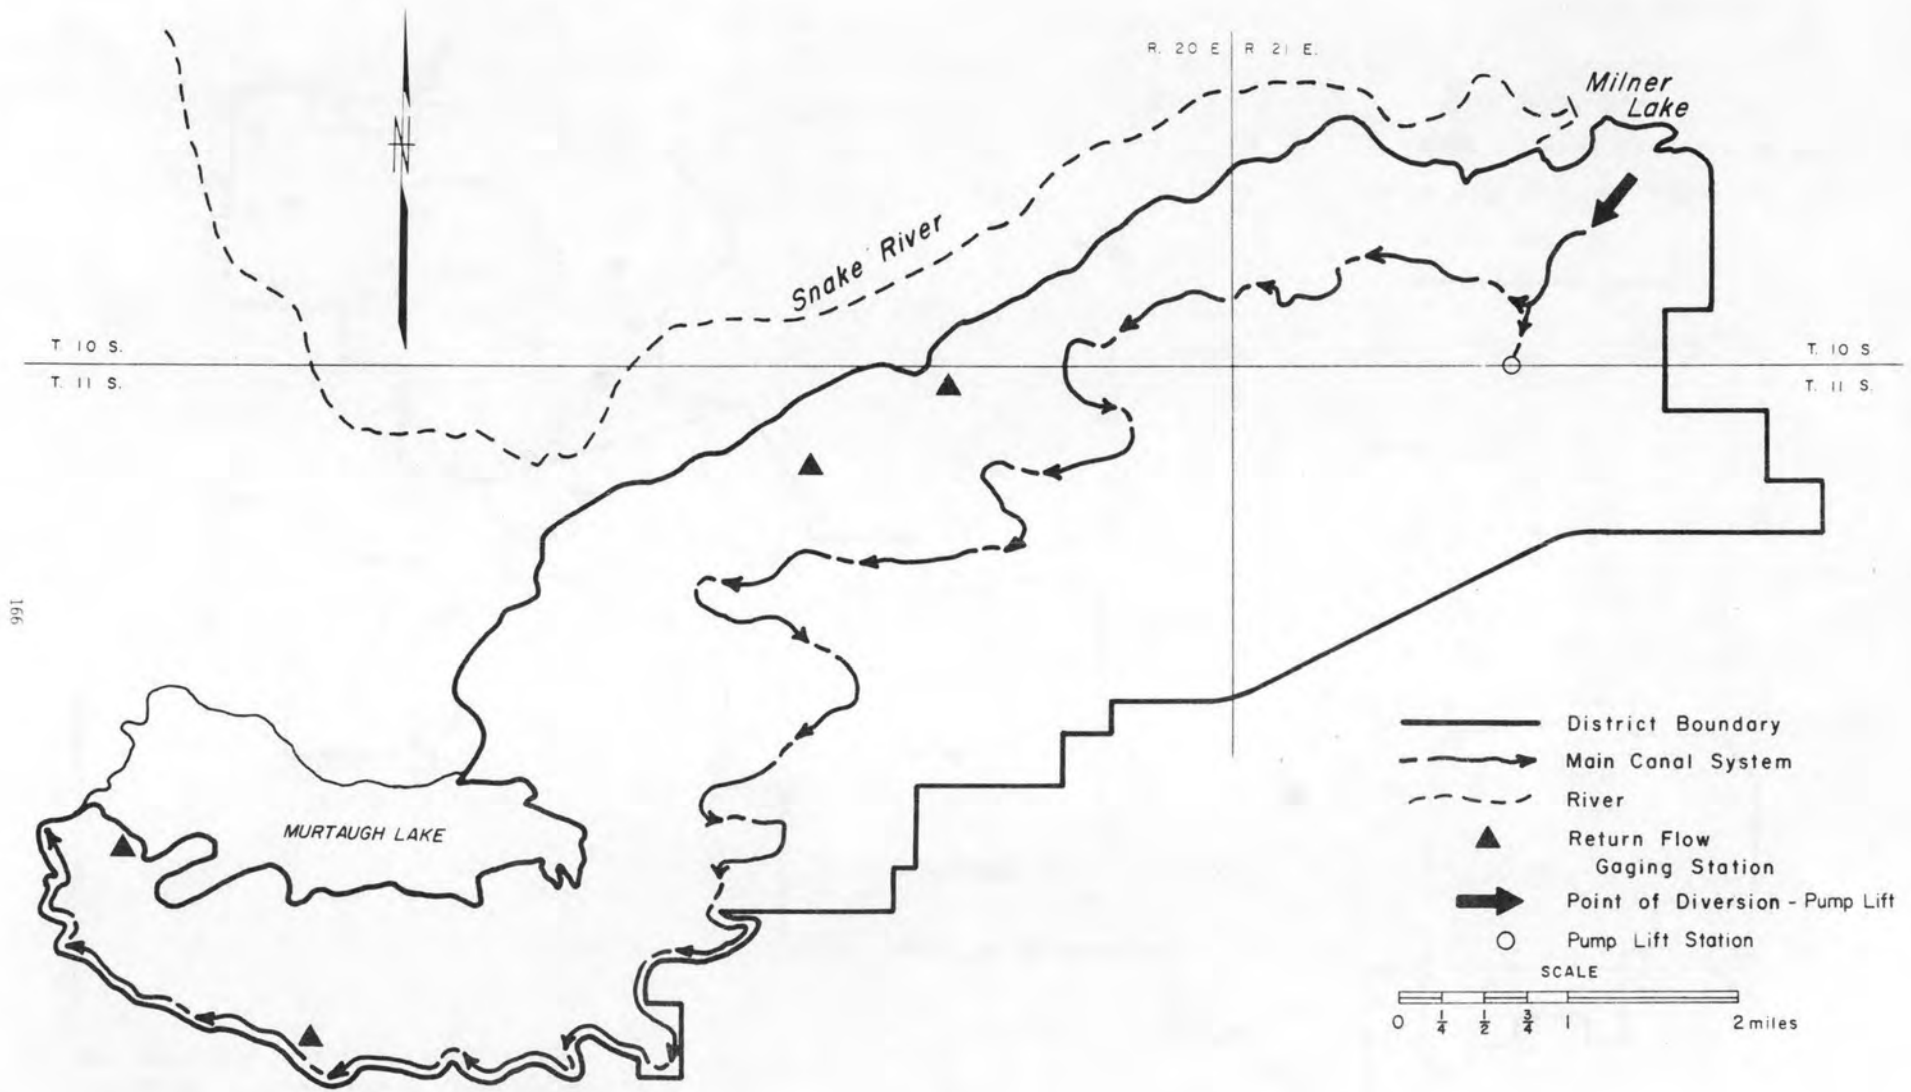 R. 20 E R 21 E.
Milner
Lake
N
Snake River
T. 10 S.
T. 11 S.
T. 10 S.
T. 11 S.
166
MURTAUGH LAKE
District Boundary
Main Canal System
River
Return Flow
Gaging Station
Point of Diversion - Pump Lift
Pump Lift Station
SCALE
0 1/4 1/2 3/4 1 2 miles